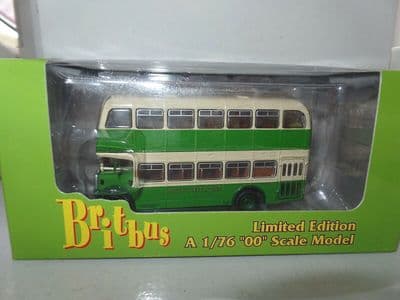 Britbus
Limited Edition
A 1/76 "00" Scale Model